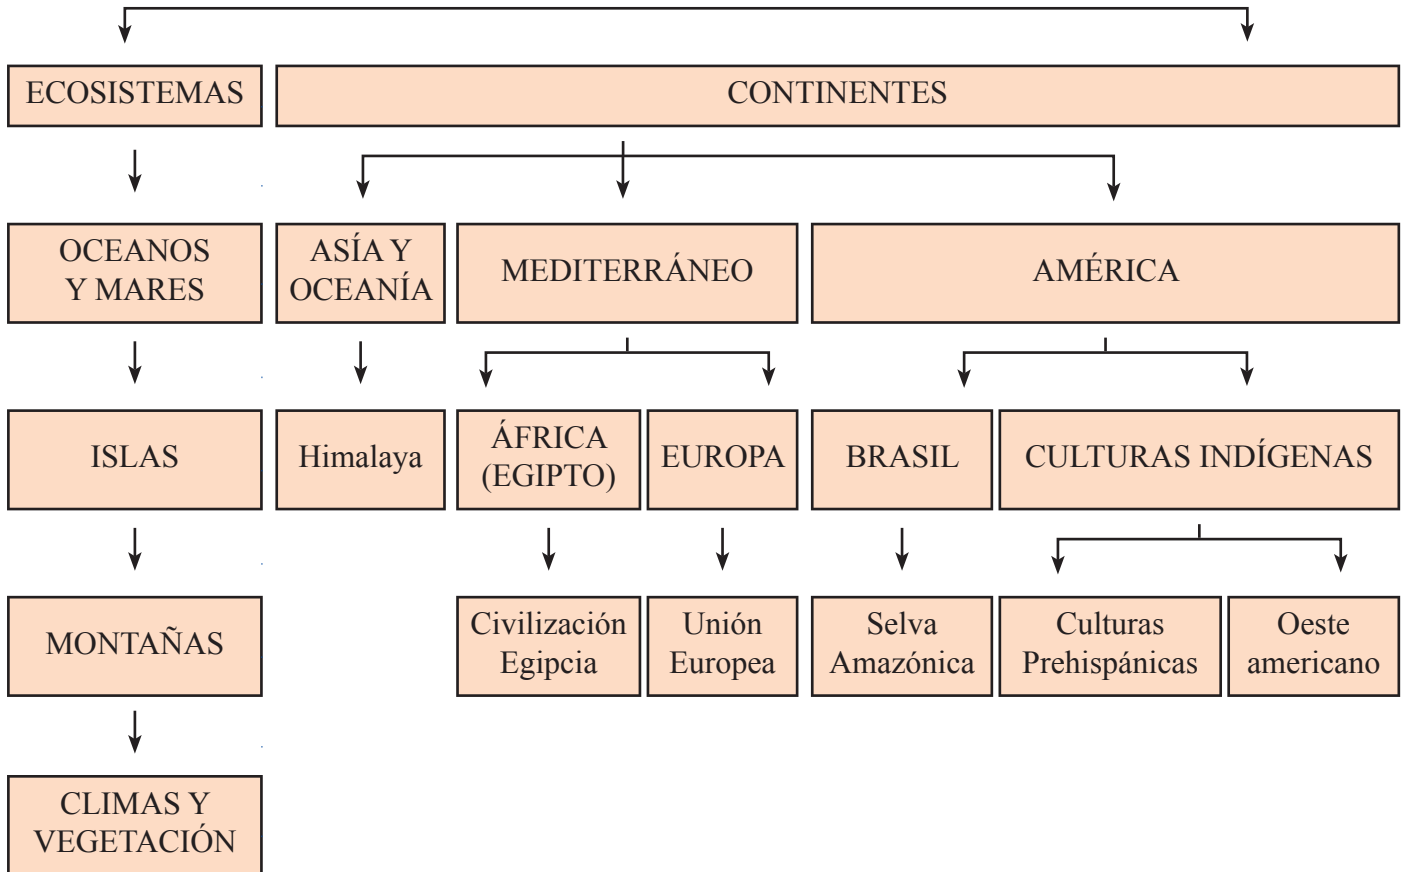 ECOSISTEMAS
CONTINENTES
OCEANOS
Y MARES
ASÍA Y
OCEANÍA
MEDITERRÁNEO
AMÉRICA
ISLAS
Himalaya
ÁFRICA
(EGIPTO)
EUROPA
BRASIL
CULTURAS INDÍGENAS
MONTAÑAS
Civilización
Egipcia
Unión
Europea
Selva
Amazónica
Culturas
Prehispánicas
Oeste
americano
CLIMAS Y
VEGETACIÓN